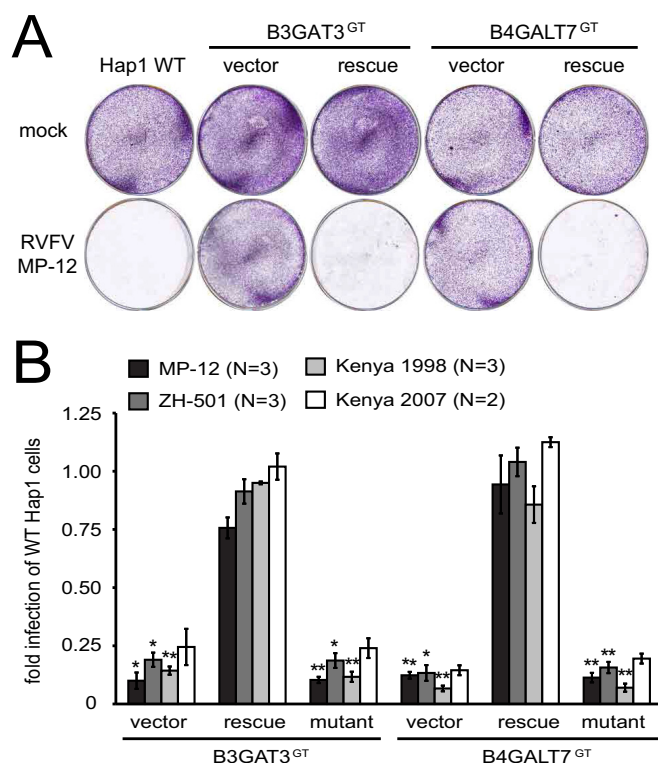 A
B3GAT3GT B4GALT7GT
Hap1 WT vector rescue vector rescue
mock
RVFV
MP-12
B
MP-12 (N=3) Kenya 1998 (N=3)
ZH-501 (N=3) Kenya 2007 (N=2)
fold infection of WT Hap1 cells
1.25
1.00
0.75
0.50
0.25
0
* * ** ** * ** ** * ** ** ** **
vector rescue mutant vector rescue mutant
B3GAT3GT B4GALT7GT